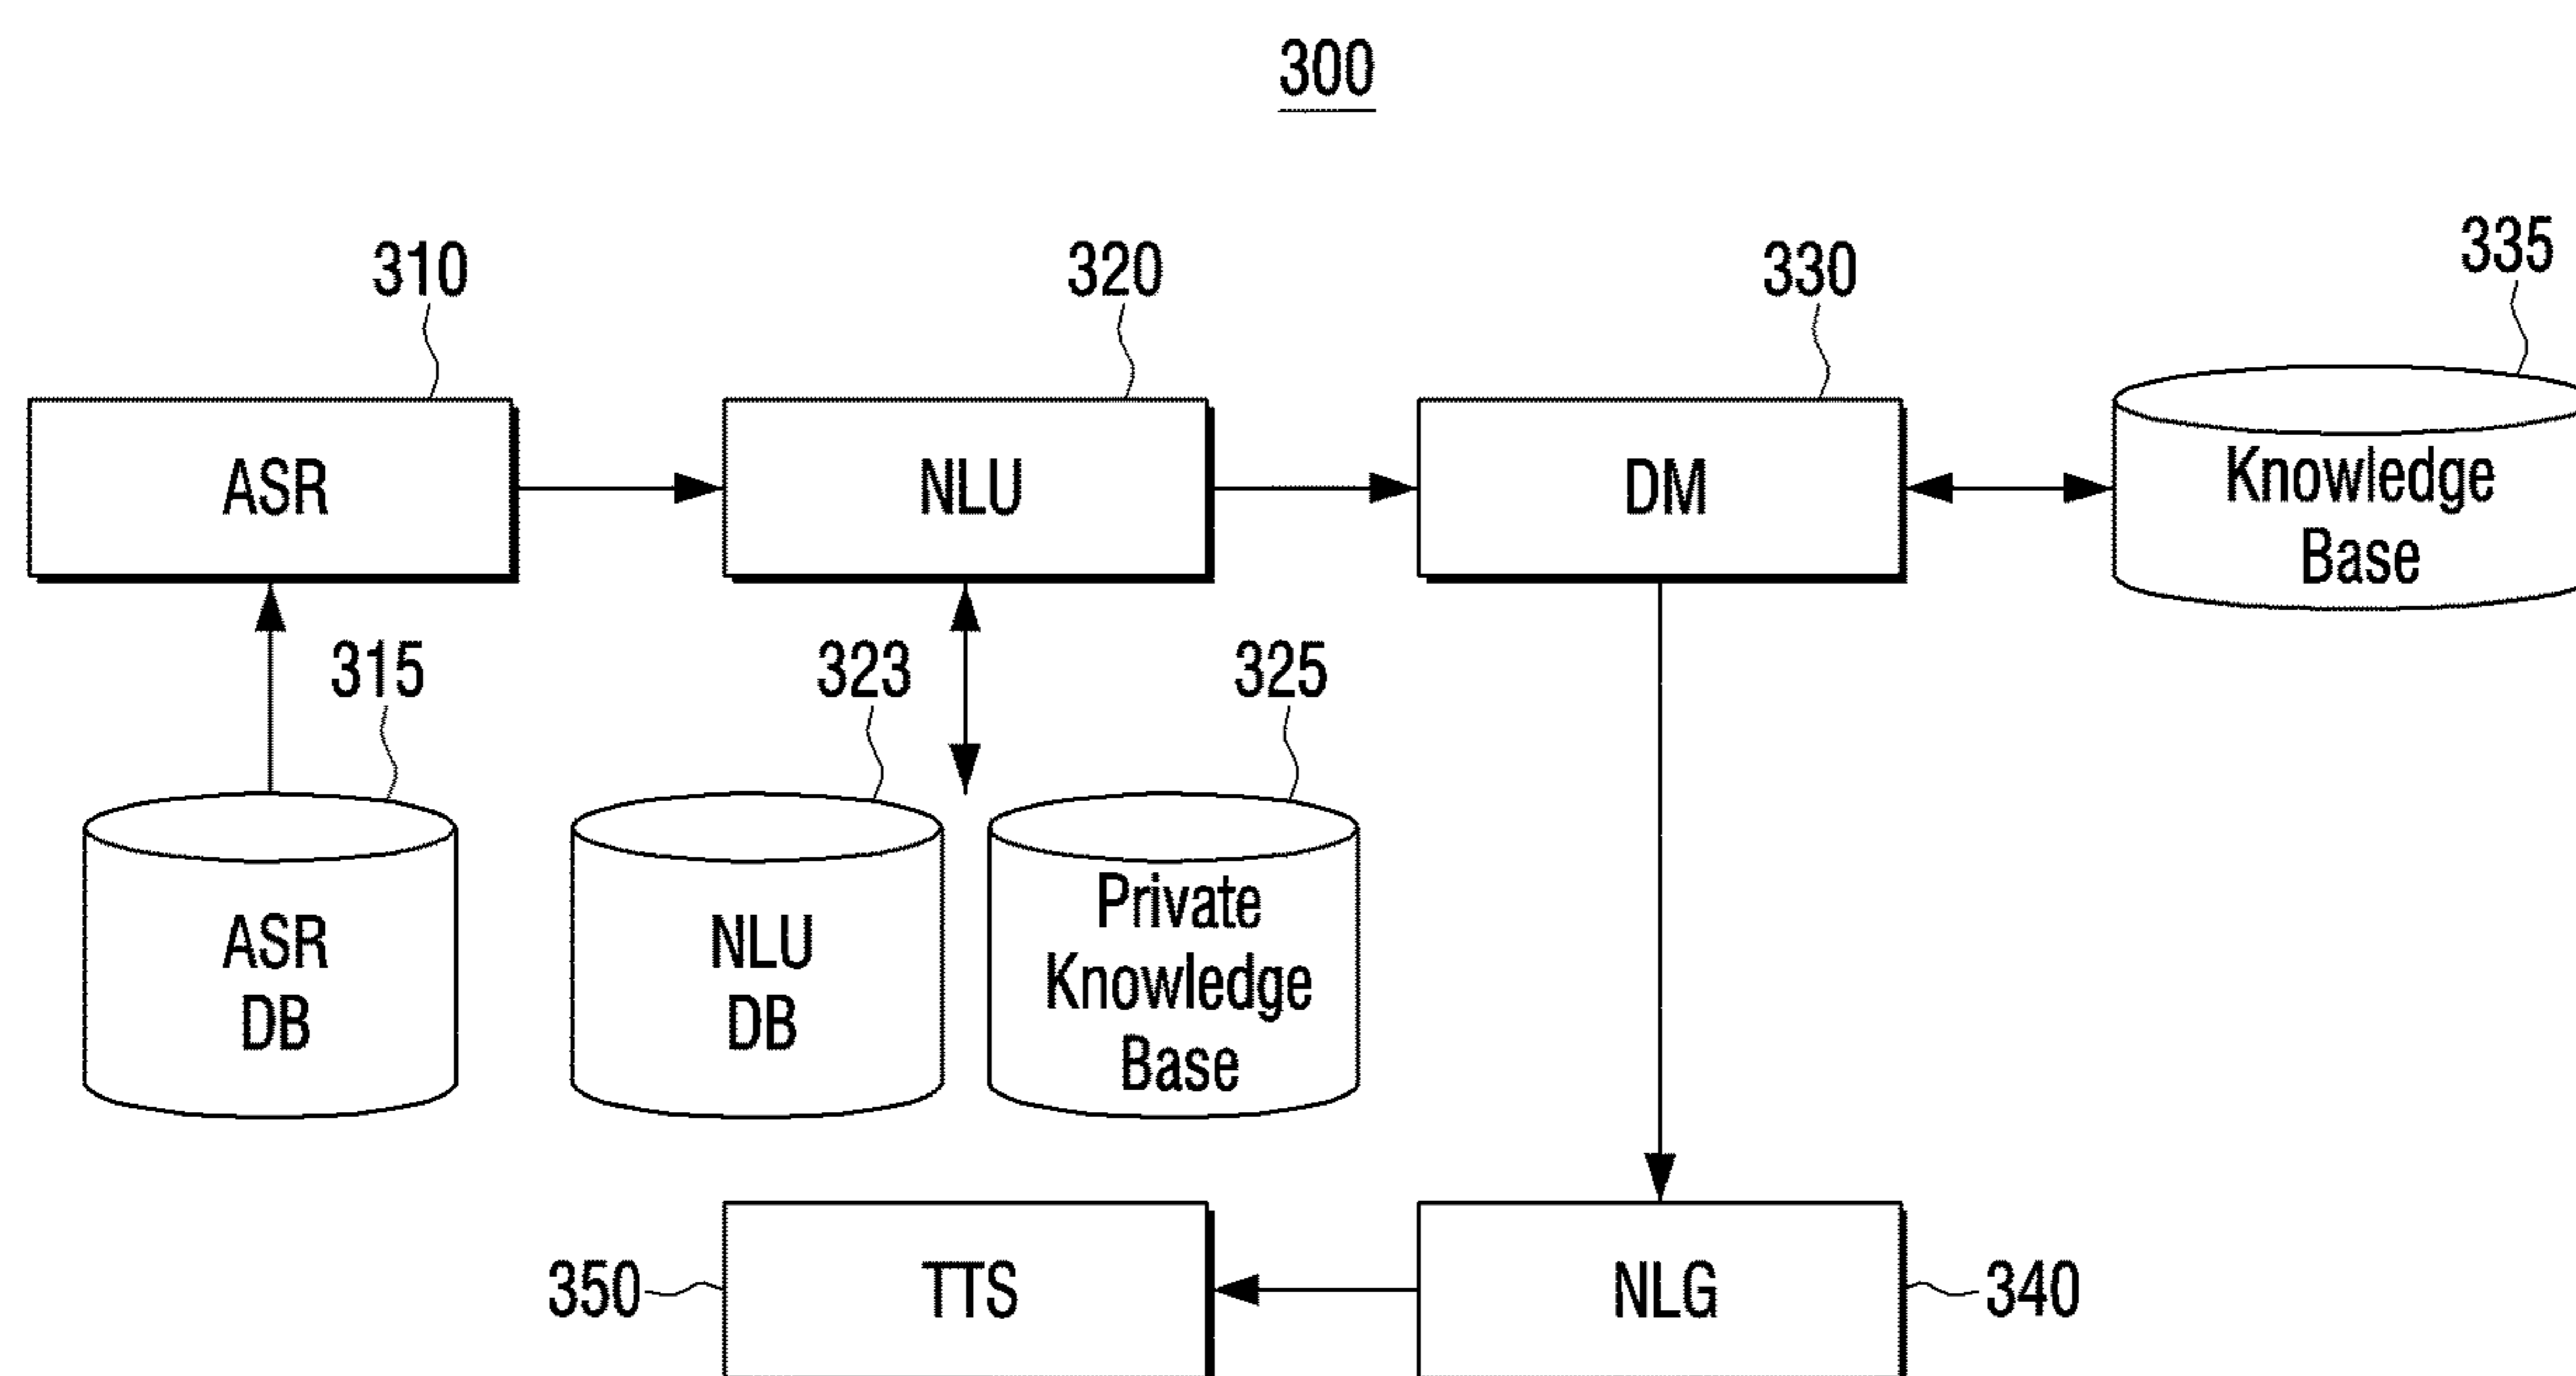 300
310
320
330
335
ASR
NLU
DM
Knowledge
Base
315
323
325
ASR
DB
NLU
DB
Private
Knowledge
Base
350
TTS
NLG
340